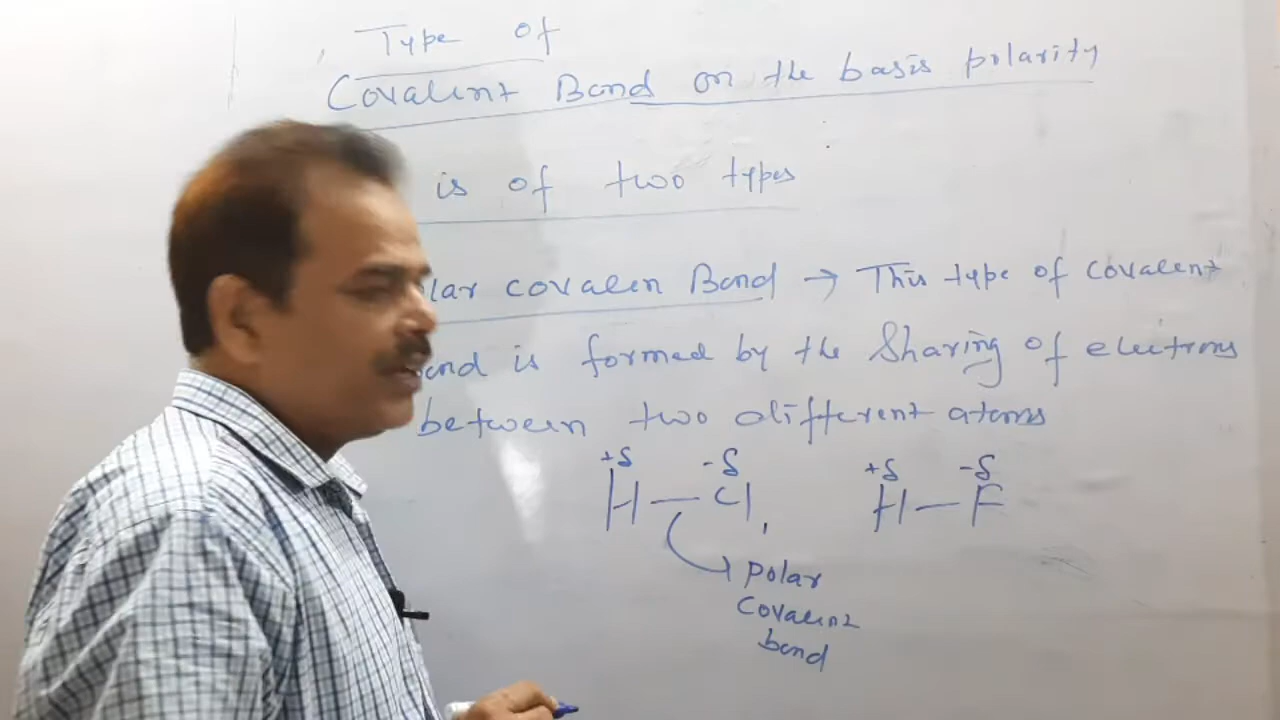 Type of
Covalent Bond on the basis polarity
is of two types
lar covalen Bond → This type of covalent
ond is formed by the Sharing of electrons
between two different atoms
+δ -δ +δ -δ
H — Cl, H — F
polar
covalent
bond